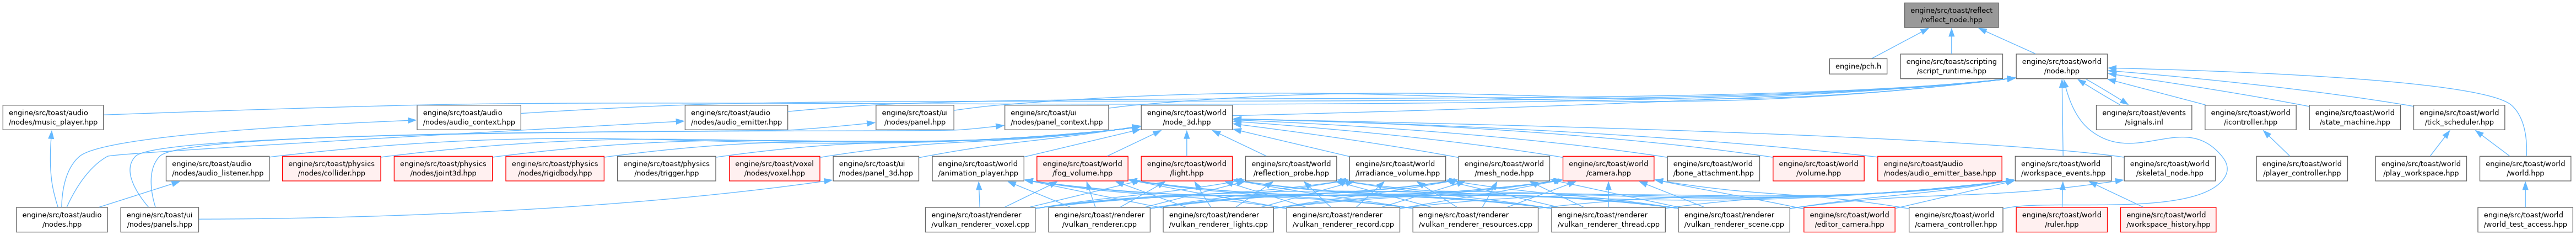 engine/src/toast/reflect
/reflect_node.hpp
engine/pch.h
engine/src/toast/scripting
/script_runtime.hpp
engine/src/toast/world
/node.hpp
engine/src/toast/audio
/nodes/music_player.hpp
engine/src/toast/audio
/nodes/audio_context.hpp
engine/src/toast/audio
/nodes/audio_emitter.hpp
engine/src/toast/ui
/nodes/panel.hpp
engine/src/toast/ui
/nodes/panel_context.hpp
engine/src/toast/world
/node_3d.hpp
engine/src/toast/events
/signals.inl
engine/src/toast/world
/icontroller.hpp
engine/src/toast/world
/state_machine.hpp
engine/src/toast/world
/tick_scheduler.hpp
engine/src/toast/audio
/nodes/audio_listener.hpp
engine/src/toast/physics
/nodes/collider.hpp
engine/src/toast/physics
/nodes/joint3d.hpp
engine/src/toast/physics
/nodes/rigidbody.hpp
engine/src/toast/physics
/nodes/trigger.hpp
engine/src/toast/voxel
/nodes/voxel.hpp
engine/src/toast/ui
/nodes/panel_3d.hpp
engine/src/toast/world
/animation_player.hpp
engine/src/toast/world
/fog_volume.hpp
engine/src/toast/world
/light.hpp
engine/src/toast/world
/reflection_probe.hpp
engine/src/toast/world
/irradiance_volume.hpp
engine/src/toast/world
/mesh_node.hpp
engine/src/toast/world
/camera.hpp
engine/src/toast/world
/bone_attachment.hpp
engine/src/toast/world
/volume.hpp
engine/src/toast/audio
/nodes/audio_emitter_base.hpp
engine/src/toast/world
/workspace_events.hpp
engine/src/toast/world
/skeletal_node.hpp
engine/src/toast/world
/player_controller.hpp
engine/src/toast/world
/play_workspace.hpp
engine/src/toast/world
/world.hpp
engine/src/toast/audio
/nodes.hpp
engine/src/toast/ui
/nodes/panels.hpp
engine/src/toast/renderer
/vulkan_renderer_voxel.cpp
engine/src/toast/renderer
/vulkan_renderer.cpp
engine/src/toast/renderer
/vulkan_renderer_lights.cpp
engine/src/toast/renderer
/vulkan_renderer_record.cpp
engine/src/toast/renderer
/vulkan_renderer_resources.cpp
engine/src/toast/renderer
/vulkan_renderer_thread.cpp
engine/src/toast/renderer
/vulkan_renderer_scene.cpp
engine/src/toast/world
/editor_camera.hpp
engine/src/toast/world
/camera_controller.hpp
engine/src/toast/world
/ruler.hpp
engine/src/toast/world
/workspace_history.hpp
engine/src/toast/world
/world_test_access.hpp